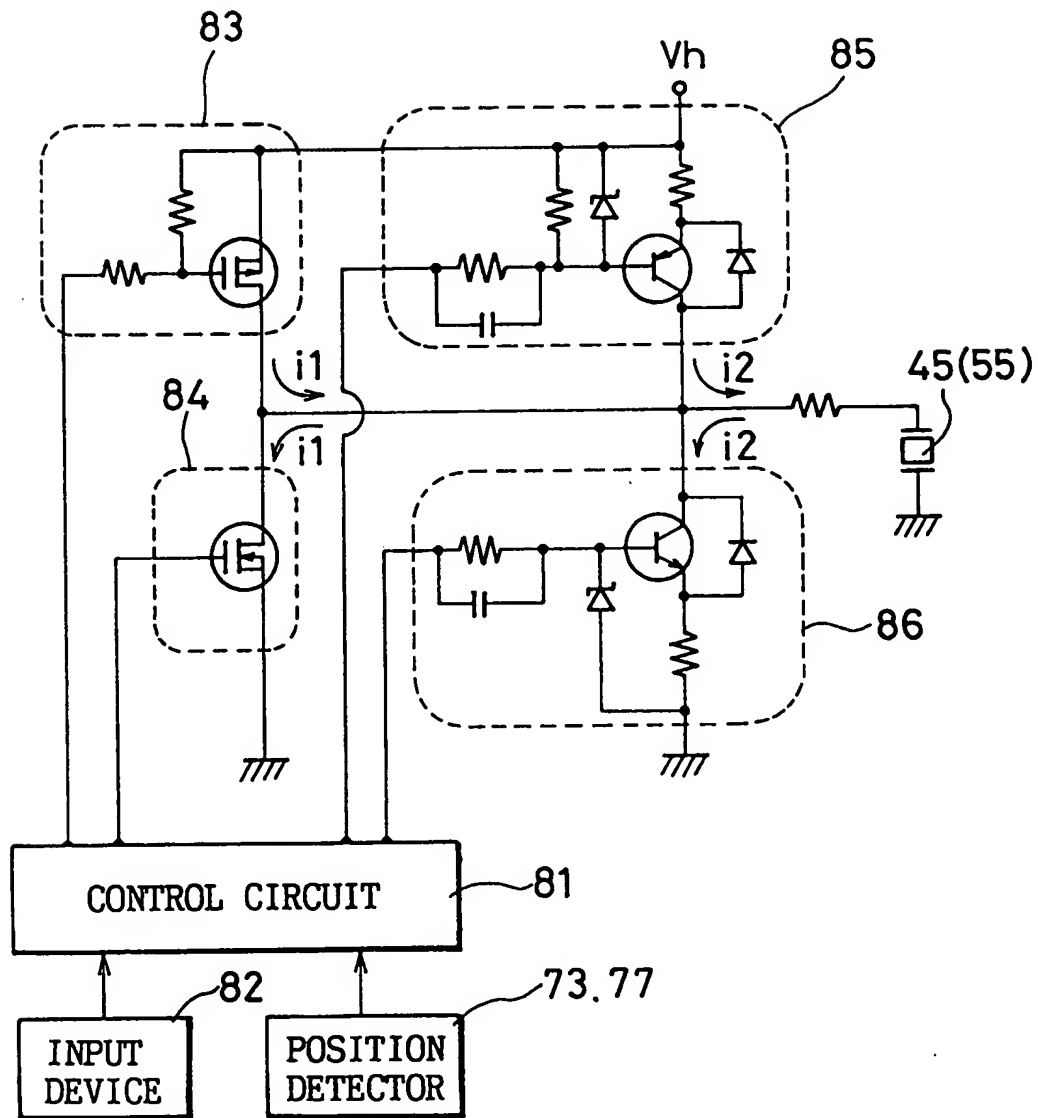 83
Vh
85
i1
i2
45(55)
84
i1
i2
86
CONTROL CIRCUIT
81
82
73.77
INPUT
DEVICE
POSITION
DETECTOR